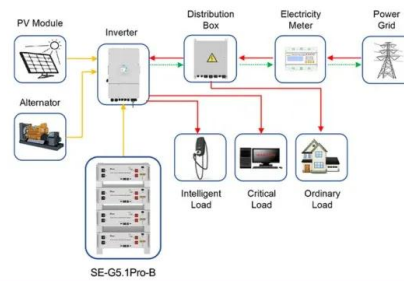 PV Module
Inverter
Distribution
Box
Electricity
Meter
Power
Grid
Alternator
Intelligent
Load
Critical
Load
Ordinary
Load
SE-G5.1Pro-B